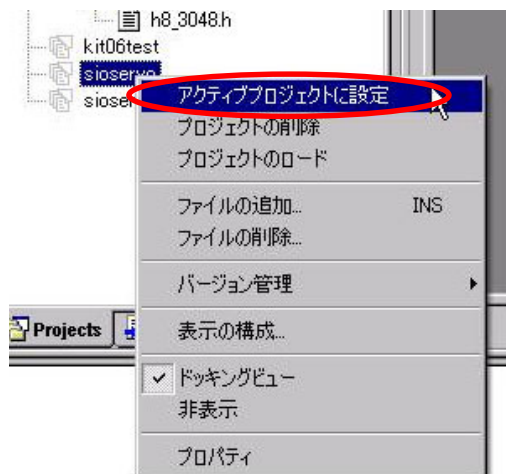 h8_3048.h
kit06test
sioservo
sioser
アクティブプロジェクトに設定
プロジェクトの削除
プロジェクトのロード
ファイルの追加... INS
ファイルの削除...
バージョン管理
Projects
表示の構成...
ドッキングビュー
非表示
プロパティ